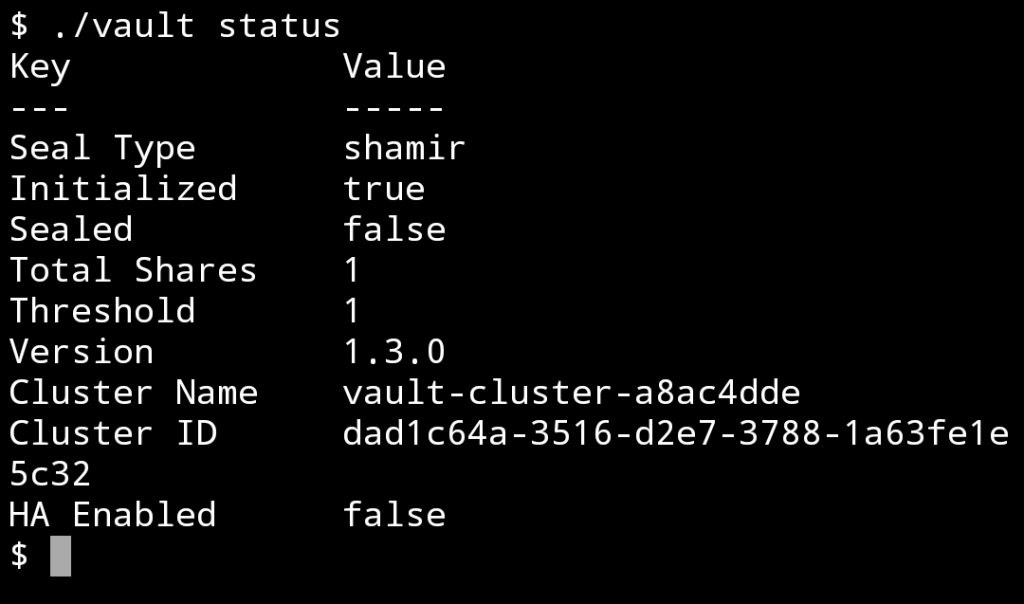 $ ./vault status
Key             Value
---             -----
Seal Type       shamir
Initialized     true
Sealed          false
Total Shares    1
Threshold       1
Version         1.3.0
Cluster Name    vault-cluster-a8ac4dde
Cluster ID      dad1c64a-3516-d2e7-3788-1a63fe1e
5c32
HA Enabled      false
$